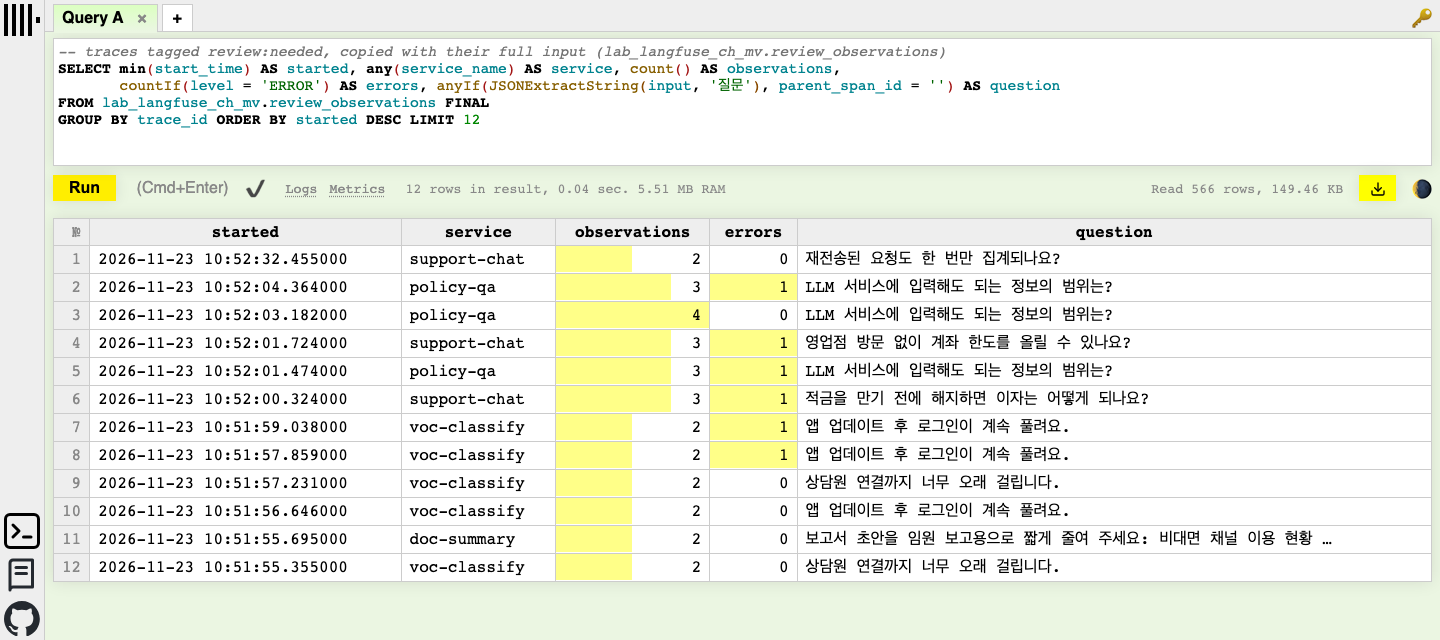 Query A ×
+
-- traces tagged review:needed, copied with their full input (lab_langfuse_ch_mv.review_observations)
SELECT min(start_time) AS started, any(service_name) AS service, count() AS observations,
countIf(level = 'ERROR') AS errors, anyIf(JSONExtractString(input, '질문'), parent_span_id = '') AS question
FROM lab_langfuse_ch_mv.review_observations FINAL
GROUP BY trace_id ORDER BY started DESC LIMIT 12
Run (Cmd+Enter) ✔ Logs Metrics 12 rows in result, 0.04 sec. 5.51 MB RAM Read 566 rows, 149.46 KB
№ started service observations errors question
1 2026-11-23 10:52:32.455000 support-chat 2 0 재전송된 요청도 한 번만 집계되나요?
2 2026-11-23 10:52:04.364000 policy-qa 3 1 LLM 서비스에 입력해도 되는 정보의 범위는?
3 2026-11-23 10:52:03.182000 policy-qa 4 0 LLM 서비스에 입력해도 되는 정보의 범위는?
4 2026-11-23 10:52:01.724000 support-chat 3 1 영업점 방문 없이 계좌 한도를 올릴 수 있나요?
5 2026-11-23 10:52:01.474000 policy-qa 3 1 LLM 서비스에 입력해도 되는 정보의 범위는?
6 2026-11-23 10:52:00.324000 support-chat 3 1 적금을 만기 전에 해지하면 이자는 어떻게 되나요?
7 2026-11-23 10:51:59.038000 voc-classify 2 1 앱 업데이트 후 로그인이 계속 풀려요.
8 2026-11-23 10:51:57.859000 voc-classify 2 1 앱 업데이트 후 로그인이 계속 풀려요.
9 2026-11-23 10:51:57.231000 voc-classify 2 0 상담원 연결까지 너무 오래 걸립니다.
10 2026-11-23 10:51:56.646000 voc-classify 2 0 앱 업데이트 후 로그인이 계속 풀려요.
11 2026-11-23 10:51:55.695000 doc-summary 2 0 보고서 초안을 임원 보고용으로 짧게 줄여 주세요: 비대면 채널 이용 현황 …
12 2026-11-23 10:51:55.355000 voc-classify 2 0 상담원 연결까지 너무 오래 걸립니다.